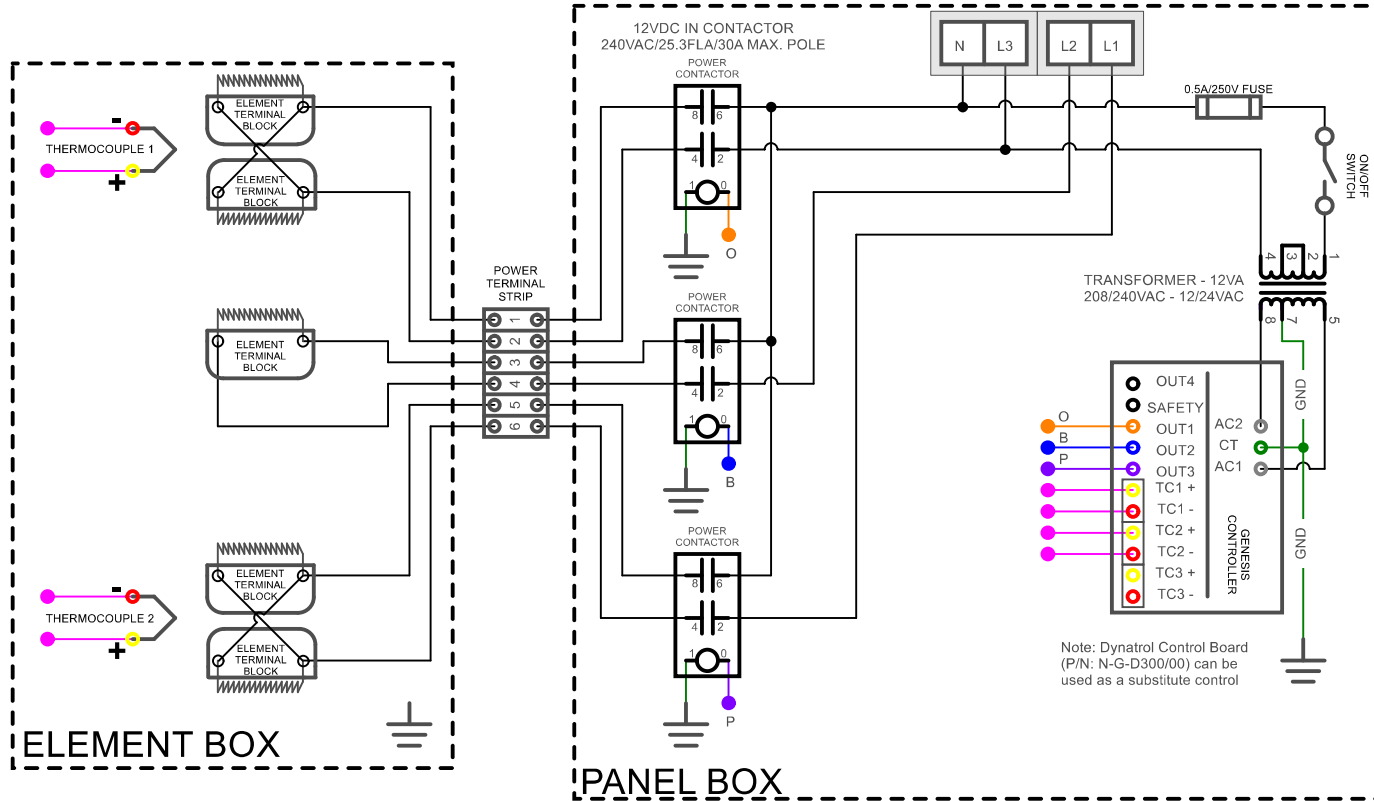 12VDC IN CONTACTOR
240VAC/25.3FLA/30A MAX. POLE
POWER
CONTACTOR
8
6
4
2
1
0
O
N
L3
L2
L1
0.5A/250V FUSE
ON/OFF
SWITCH
ELEMENT
TERMINAL
BLOCK
ELEMENT
TERMINAL
BLOCK
-
THERMOCOUPLE 1
+
POWER
TERMINAL
STRIP
1
2
3
4
5
6
ELEMENT
TERMINAL
BLOCK
POWER
CONTACTOR
8
6
4
2
1
0
B
TRANSFORMER - 12VA
208/240VAC - 12/24VAC
4
3
2
1
8
7
5
GND
OUT4
SAFETY
O
OUT1
B
OUT2
P
OUT3
TC1 +
TC1 -
TC2 +
TC2 -
TC3 +
TC3 -
AC2
CT
AC1
GENESIS
CONTROLLER
GND
ELEMENT
TERMINAL
BLOCK
ELEMENT
TERMINAL
BLOCK
-
THERMOCOUPLE 2
+
POWER
CONTACTOR
8
6
4
2
1
0
P
Note: Dynatrol Control Board
(P/N: N-G-D300/00) can be
used as a substitute control
ELEMENT BOX
PANEL BOX